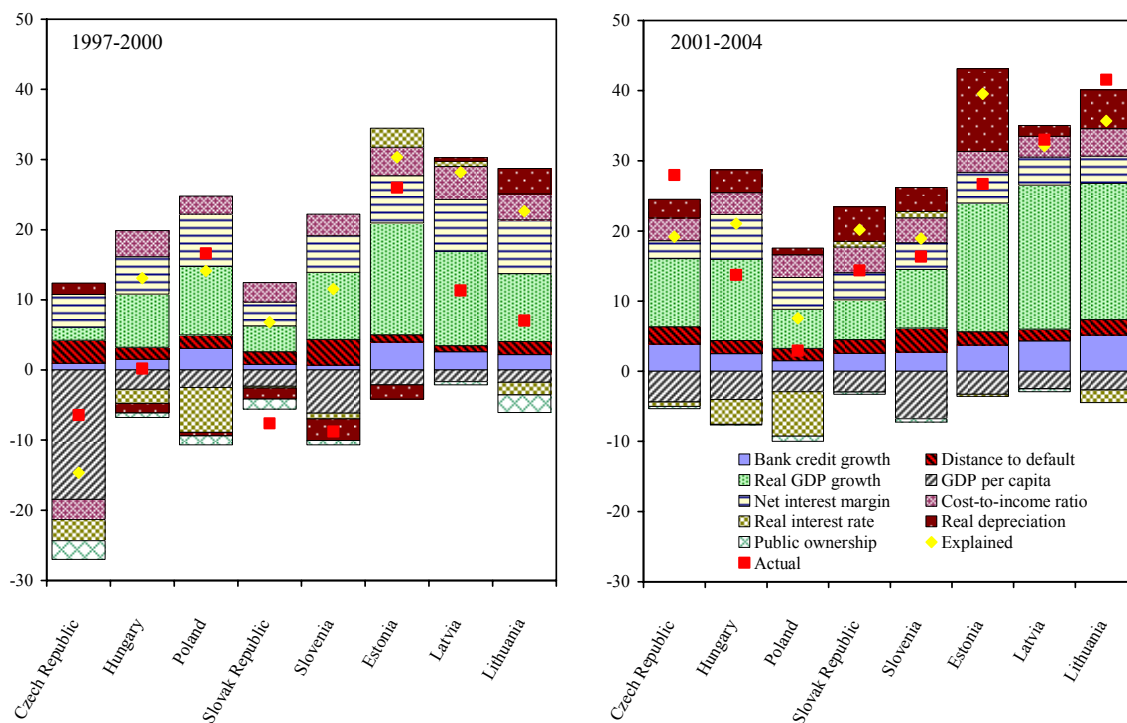 1997-2000
50
40
30
20
10
0
-10
-20
-30
Czech Republic
Hungary
Poland
Slovak Republic
Slovenia
Estonia
Latvia
Lithuania
2001-2004
50
40
30
20
10
0
-10
-20
-30
Bank credit growth Distance to default
Real GDP growth GDP per capita
Net interest margin Cost-to-income ratio
Real interest rate Real depreciation
Public ownership Explained
Actual
Czech Republic
Hungary
Poland
Slovak Republic
Slovenia
Estonia
Latvia
Lithuania